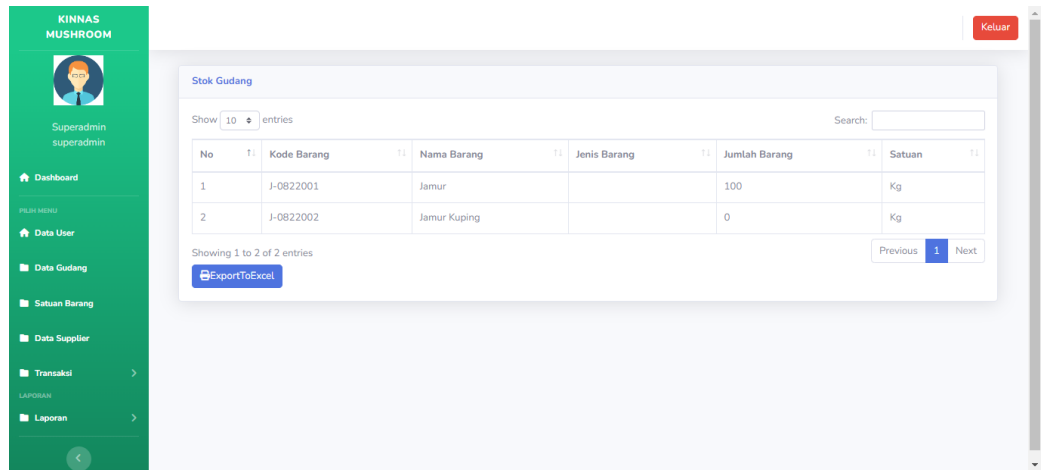 KINNAS
MUSHROOM
Superadmin
superadmin
Dashboard
PILIH MENU
Data User
Data Gudang
Satuan Barang
Data Supplier
Transaksi
LAPORAN
Laporan
Keluar
Stok Gudang
Show 10 entries
Search:
No Kode Barang Nama Barang Jenis Barang Jumlah Barang Satuan
1 J-0822001 Jamur 100 Kg
2 J-0822002 Jamur Kuping 0 Kg
Showing 1 to 2 of 2 entries
Previous 1 Next
ExportToExcel